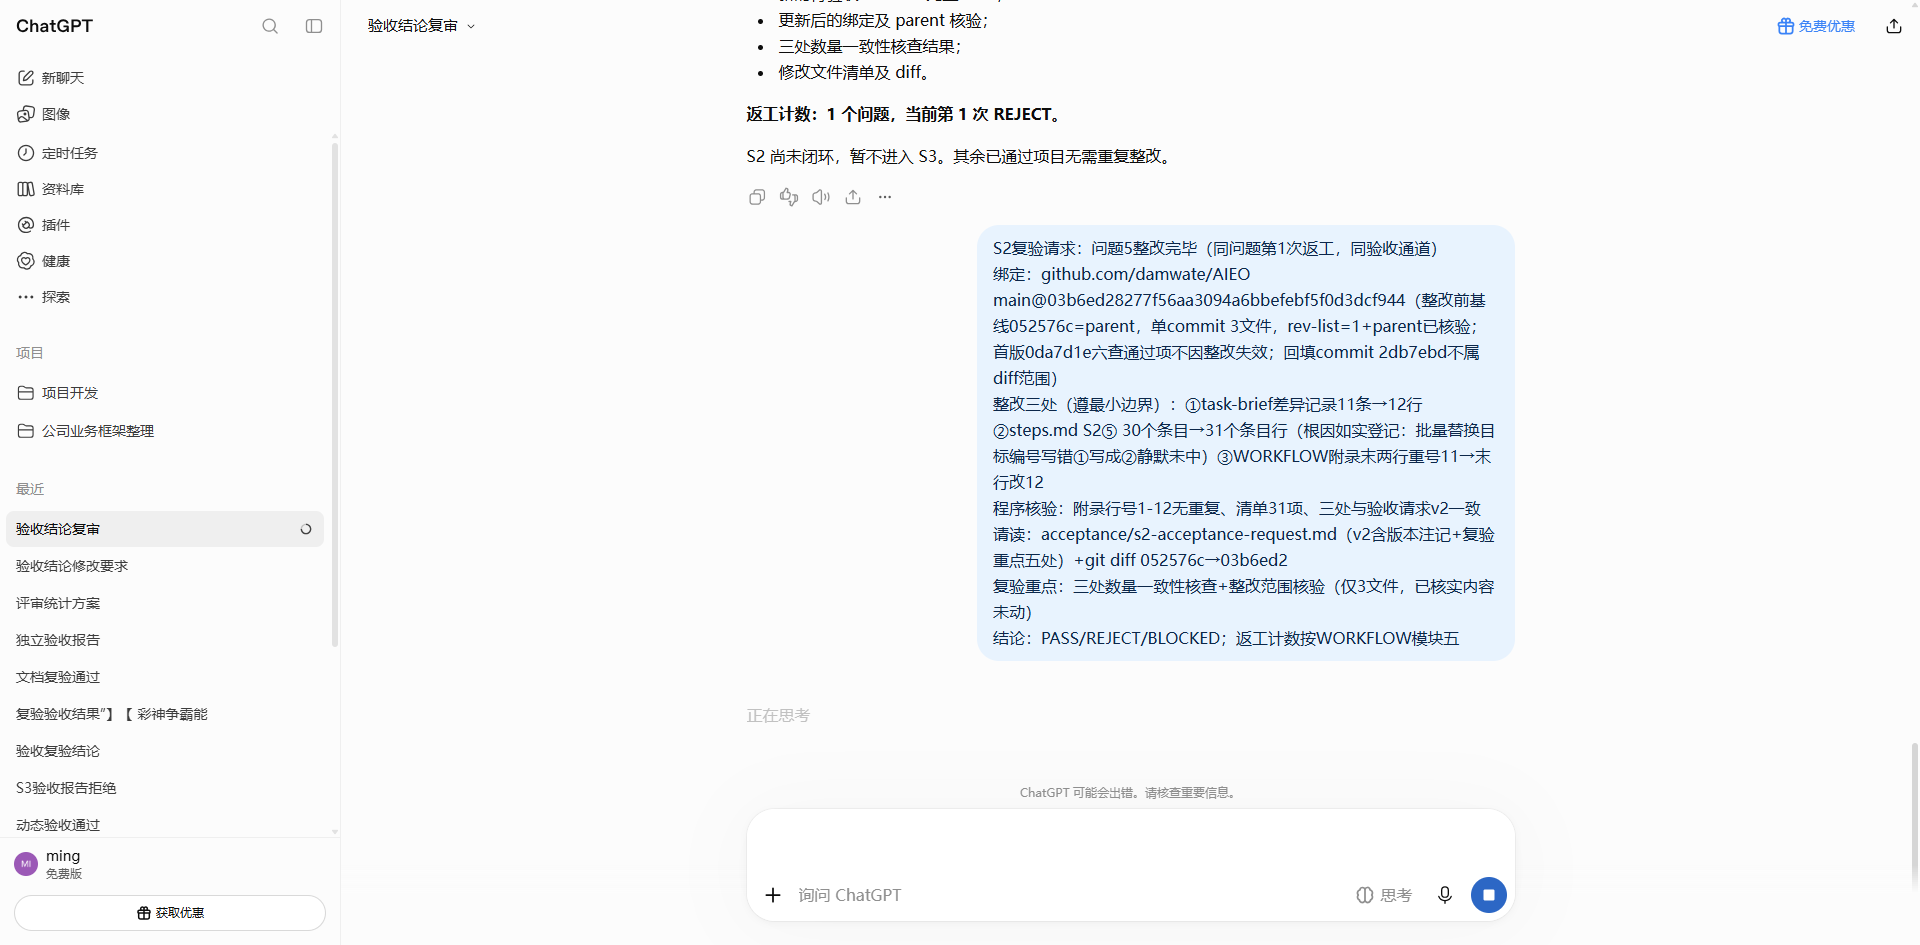 ChatGPT
新聊天
图像
定时任务
资料库
插件
健康
探索
项目
项目开发
公司业务框架整理
最近
验收结论复审
验收结论修改要求
评审统计方案
独立验收报告
文档复验通过
复验验收结果”】【 彩神争霸能
验收复验结论
S3验收报告拒绝
动态验收通过
MI
ming
免费版
获取优惠
验收结论复审
免费优惠
更新后的绑定及 parent 核验；
三处数量一致性核查结果；
修改文件清单及 diff。
返工计数：1 个问题，当前第 1 次 REJECT。
S2 尚未闭环，暂不进入 S3。其余已通过项目无需重复整改。
S2复验请求：问题5整改完毕（同问题第1次返工，同验收通道）
绑定：github.com/damwate/AIEO
main@03b6ed28277f56aa3094a6bbefebf5f0d3dcf944（整改前基
线052576c=parent，单commit 3文件，rev-list=1+parent已核验；
首版0da7d1e六查通过项不因整改失效；回填commit 2db7ebd不属
diff范围）
整改三处（遵最小边界）：①task-brief差异记录11条→12行
②steps.md S2⑤ 30个条目→31个条目行（根因如实登记：批量替换目
标编号写错①写成②静默未中）③WORKFLOW附录末两行重号11→末
行改12
程序核验：附录行号1-12无重复、清单31项、三处与验收请求v2一致
请读：acceptance/s2-acceptance-request.md（v2含版本注记+复验
重点五处）+git diff 052576c→03b6ed2
复验重点：三处数量一致性核查+整改范围核验（仅3文件，已核实内容
未动）
结论：PASS/REJECT/BLOCKED；返工计数按WORKFLOW模块五
正在思考
ChatGPT 可能会出错。请核查重要信息。
询问 ChatGPT
思考